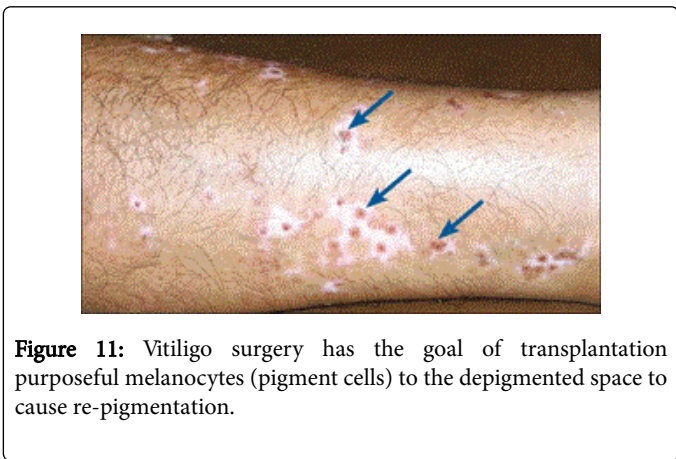 Figure 11: Vitiligo surgery has the goal of transplantation
purposeful melanocytes (pigment cells) to the depigmented space to
cause re-pigmentation.